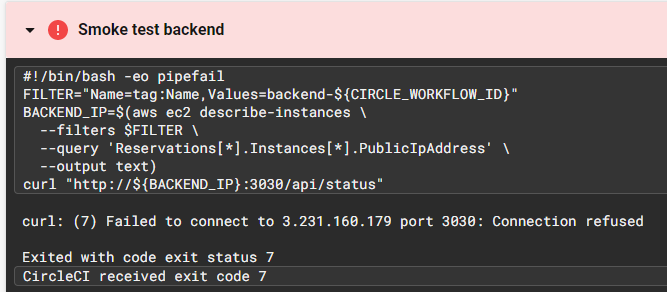 Smoke test backend
#!/bin/bash -eo pipefail
FILTER="Name=tag:Name,Values=backend-${CIRCLE_WORKFLOW_ID}"
BACKEND_IP=$(aws ec2 describe-instances \
  --filters $FILTER \
  --query 'Reservations[*].Instances[*].PublicIpAddress' \
  --output text)
curl "http://${BACKEND_IP}:3030/api/status"
curl: (7) Failed to connect to 3.231.160.179 port 3030: Connection refused
Exited with code exit status 7
CircleCI received exit code 7